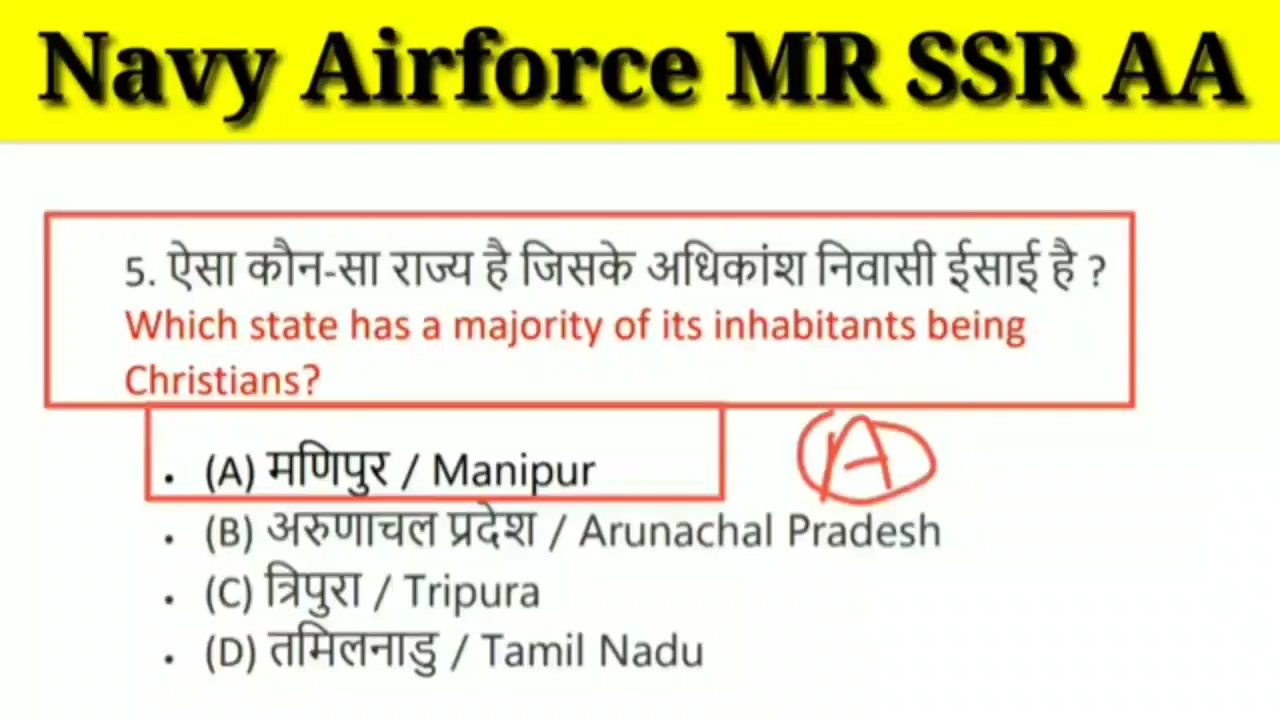 Navy Airforce MR SSR AA
5. ऐसा कौन-सा राज्य है जिसके अधिकांश निवासी ईसाई है ?
Which state has a majority of its inhabitants being
Christians?
• (A) मणिपुर / Manipur
A
• (B) अरुणाचल प्रदेश / Arunachal Pradesh
• (C) त्रिपुरा / Tripura
• (D) तमिलनाडु / Tamil Nadu